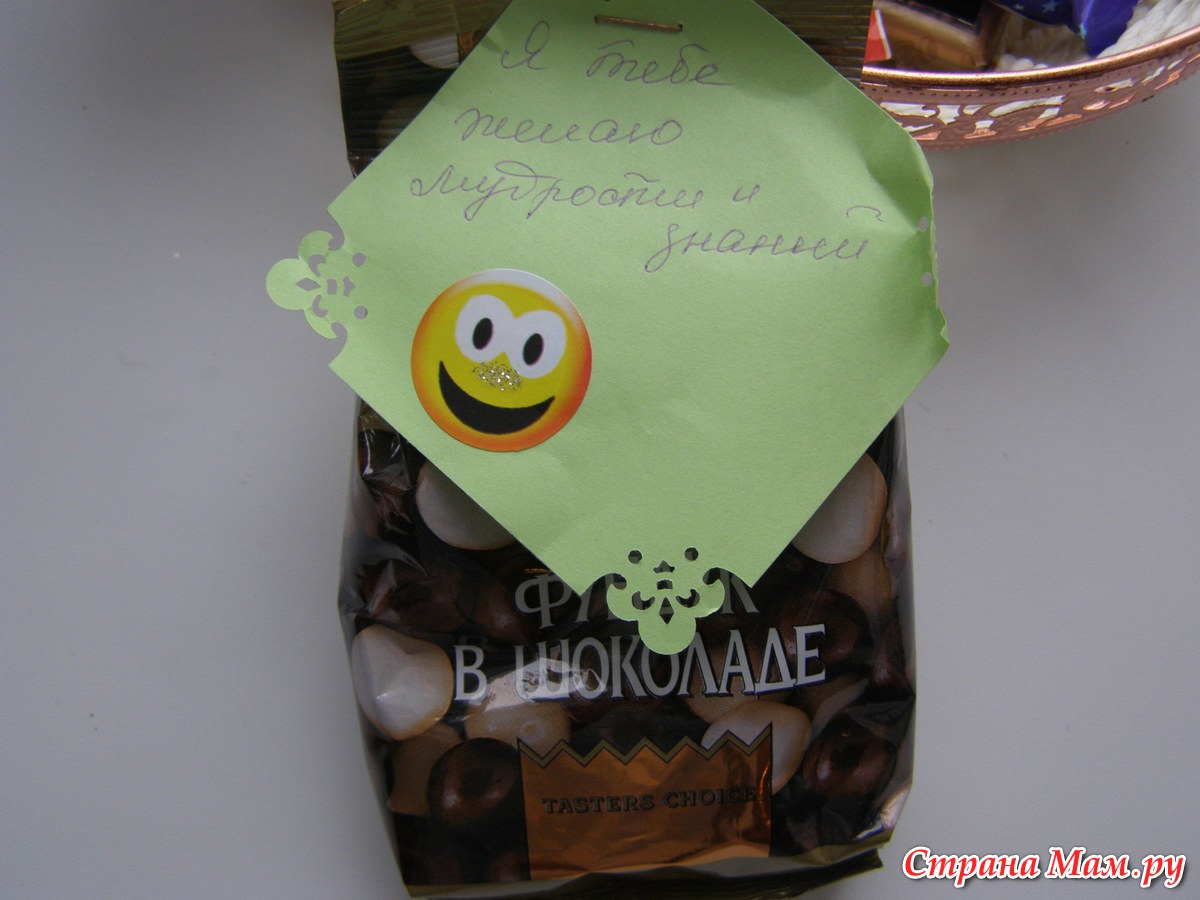 Я тебе
желаю
мудрости и
знаний
В ШОКОЛАДЕ
TASTERS CHOICE
Страна Мам.ру